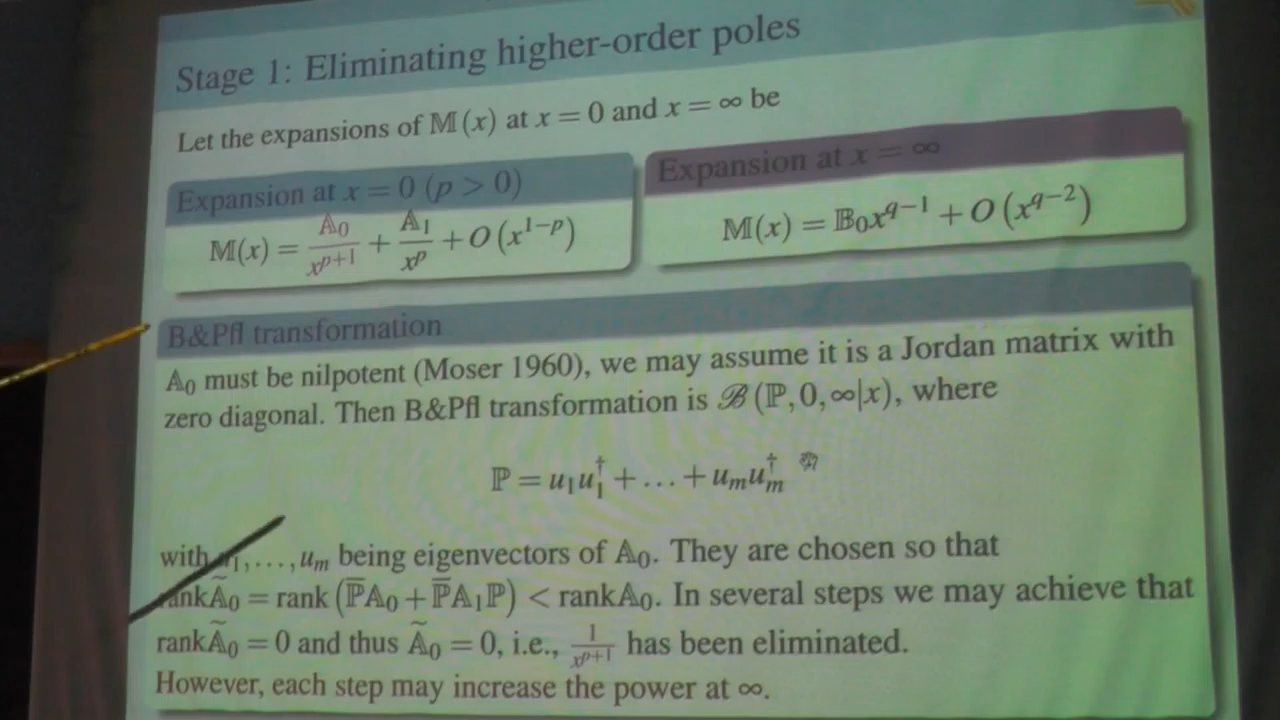 Stage 1: Eliminating higher-order poles
Let the expansions of 𝕄(x) at x = 0 and x = ∞ be
Expansion at x = 0 (p > 0)
𝕄(x) = 𝔸₀/x^{p+1} + 𝔸₁/x^p + O(x^{1−p})
Expansion at x = ∞
𝕄(x) = 𝔹₀x^{q−1} + O(x^{q−2})
B&Pfl transformation
𝔸₀ must be nilpotent (Moser 1960), we may assume it is a Jordan matrix with
zero diagonal. Then B&Pfl transformation is ℬ(ℙ, 0, ∞|x), where
ℙ = u₁u₁† + … + uₘuₘ†
with …, uₘ being eigenvectors of 𝔸₀. They are chosen so that
rank𝔸̃₀ = rank(ℙ̅𝔸₀ + ℙ̅𝔸₁ℙ) < rank𝔸₀. In several steps we may achieve that
rank𝔸̃₀ = 0 and thus 𝔸̃₀ = 0, i.e., 1/x^{p+1} has been eliminated.
However, each step may increase the power at ∞.